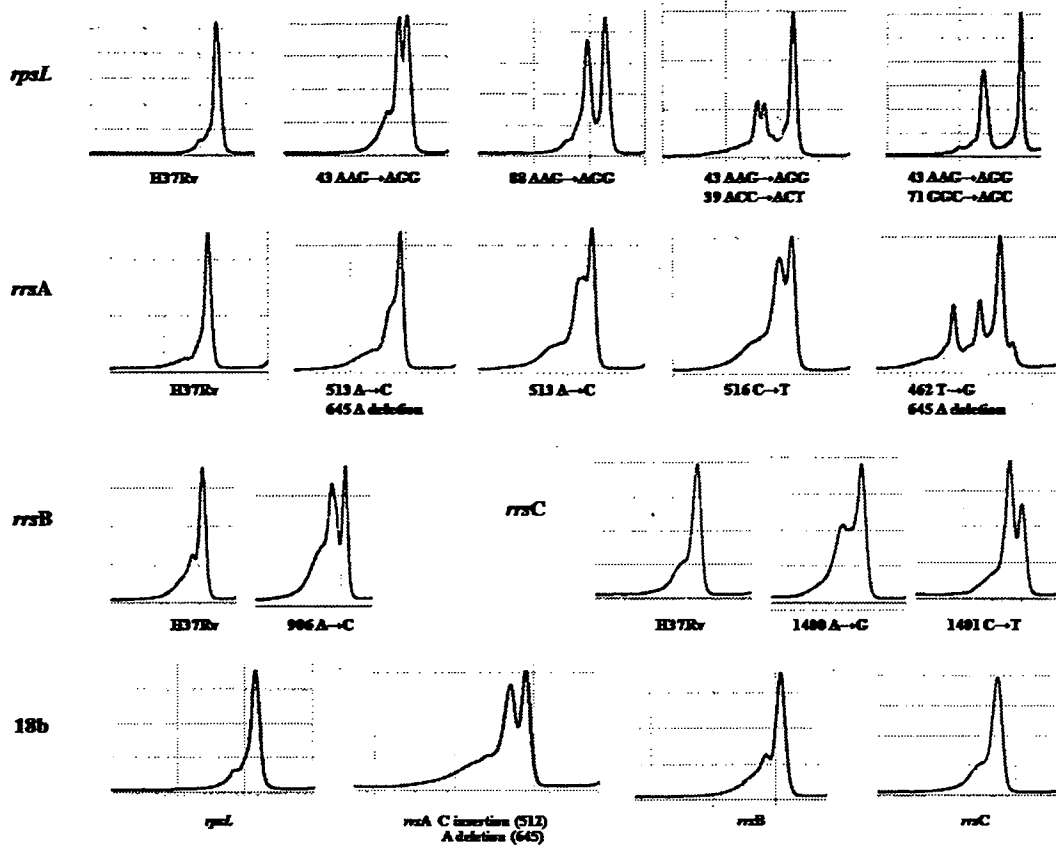 rpsL
H37Rv
43 AAG→AGG
88 AAG→AGG
43 AAG→AGG
39 ACC→ACT
43 AAG→AGG
71 GGC→AGC
rrsA
H37Rv
513 A→C
645 A deletion
513 A→C
516 C→T
462 T→G
645 A deletion
rrsB
H37Rv
906 A→C
rrsC
H37Rv
1400 A→G
1401 C→T
18b
rpsL
rrsA C insertion (512)
A deletion (645)
rrsB
rrsC